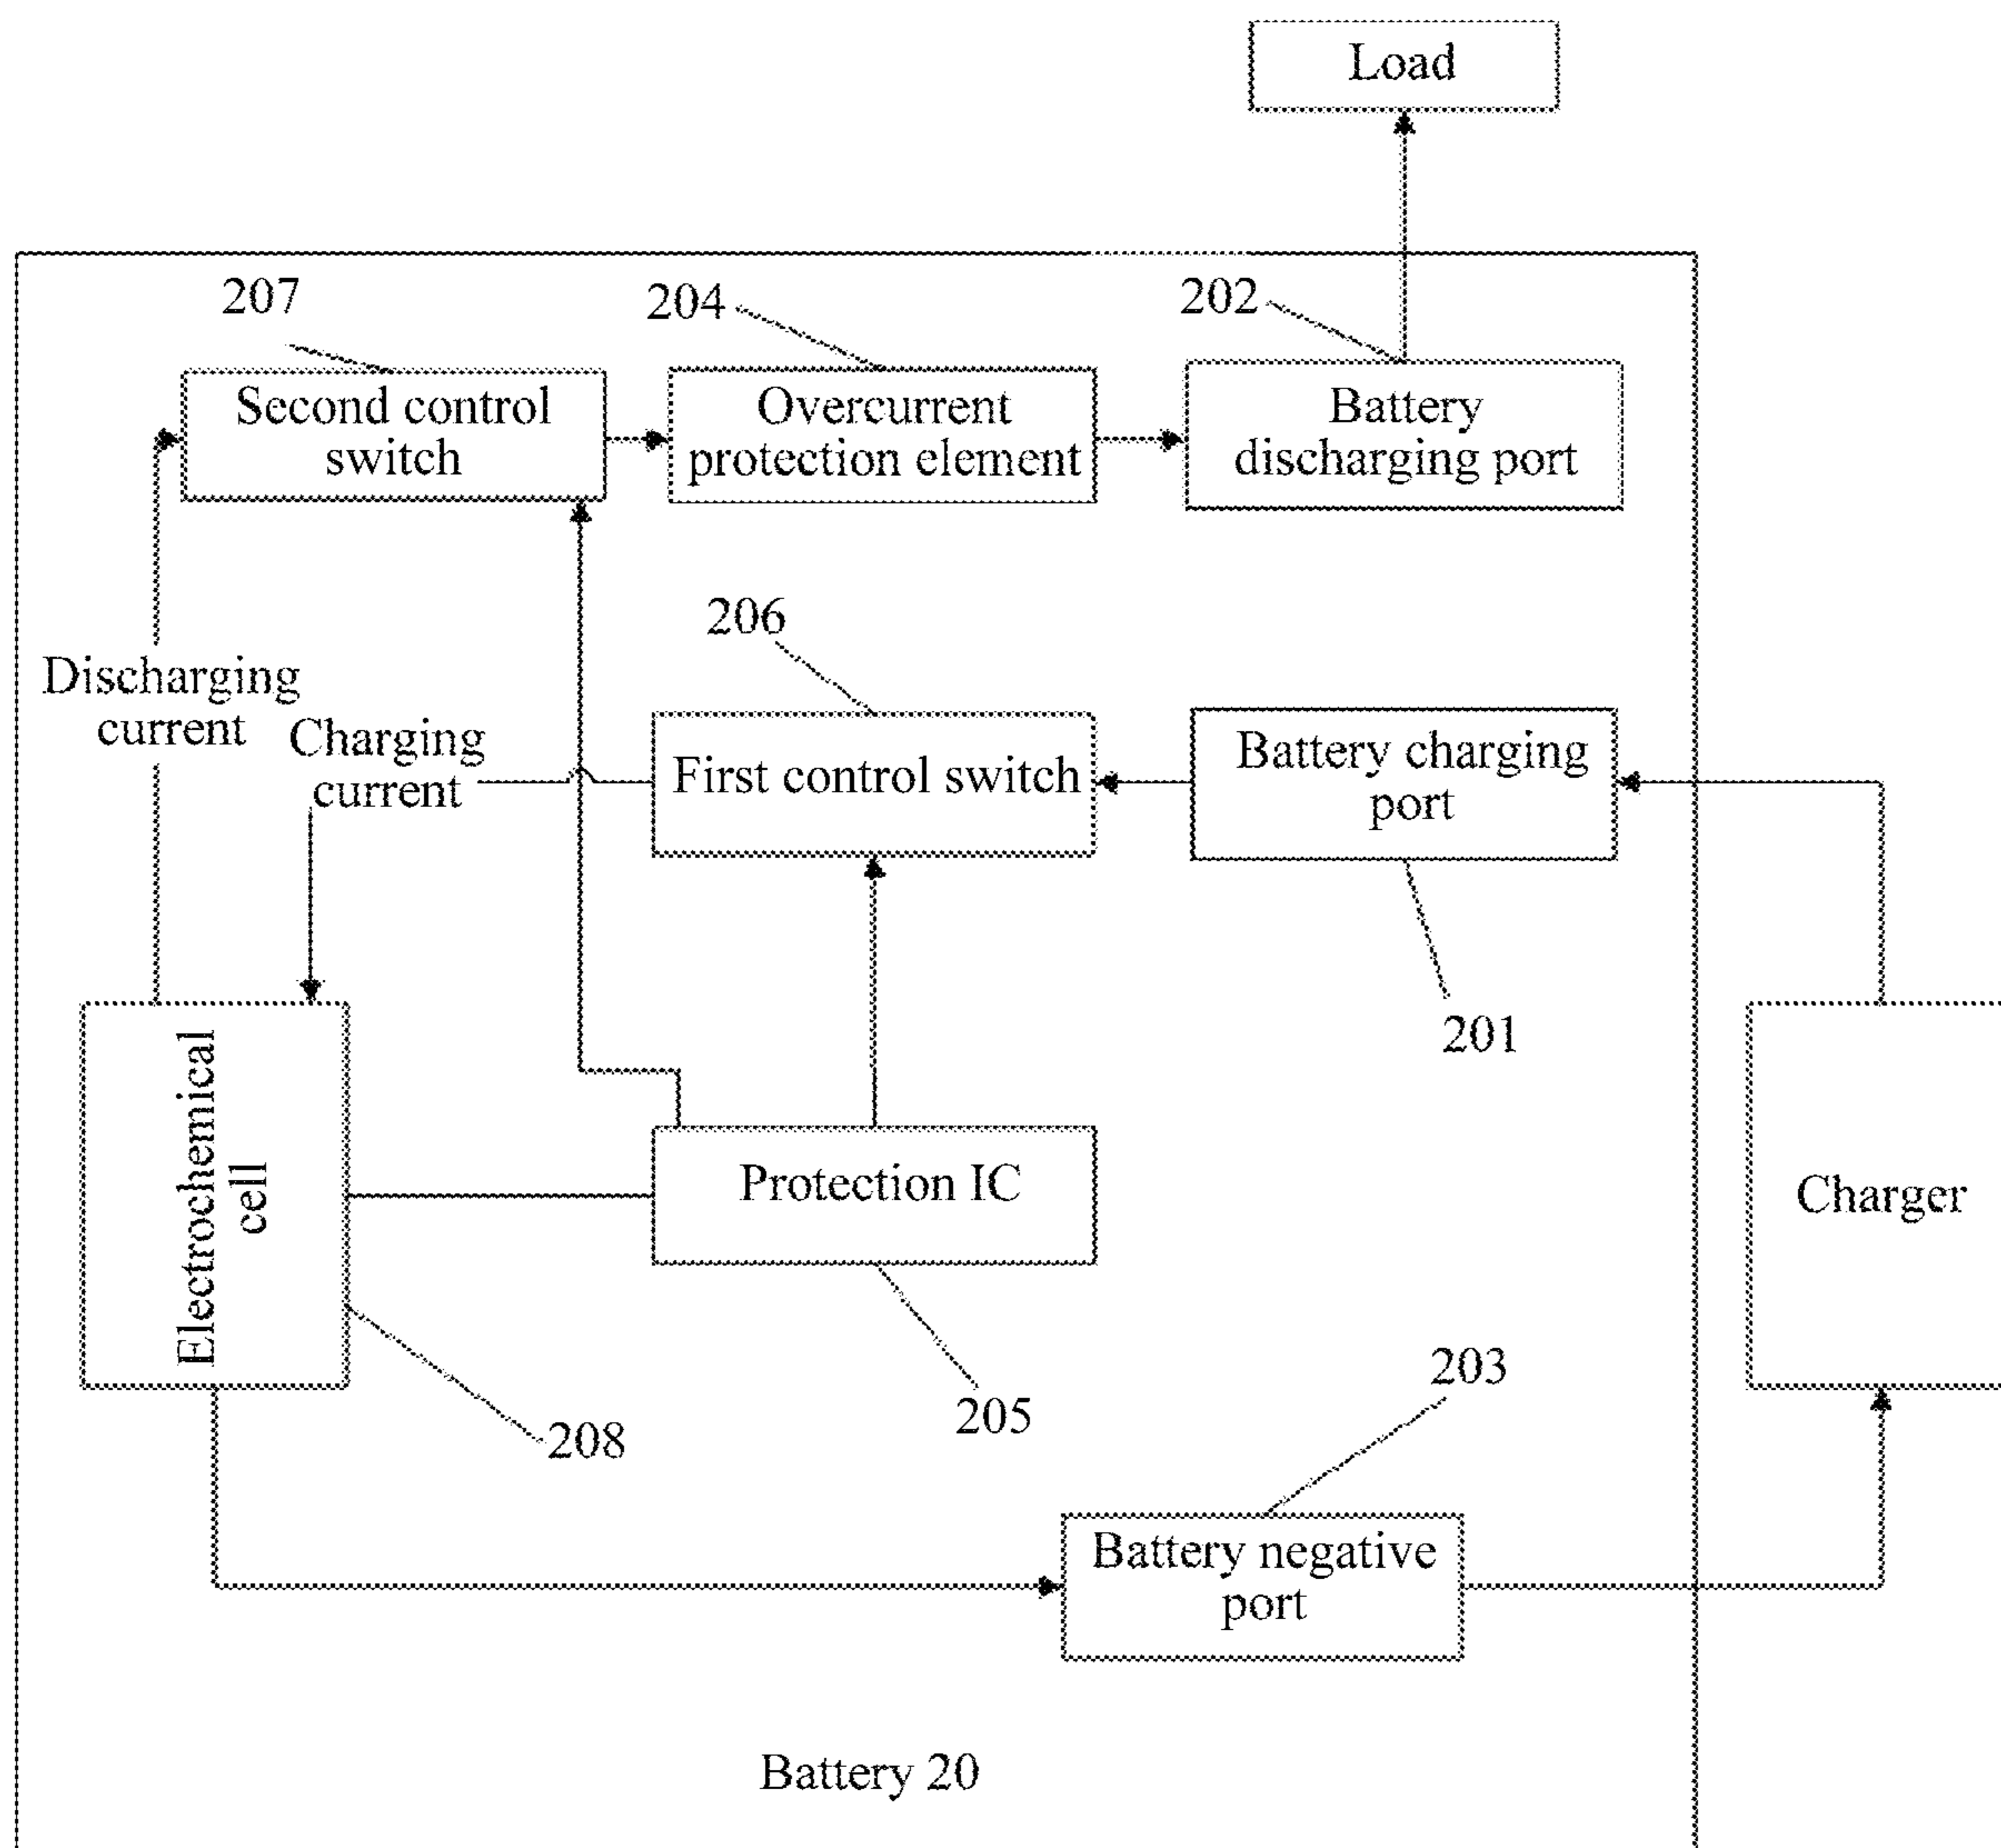 Load
207
204
202
Second control
switch
Overcurrent
protection element
Battery
discharging port
206
Discharging
current
Charging
current
First control switch
Battery charging
port
201
Electrochemical
cell
Protection IC
Charger
208
205
203
Battery negative
port
Battery 20